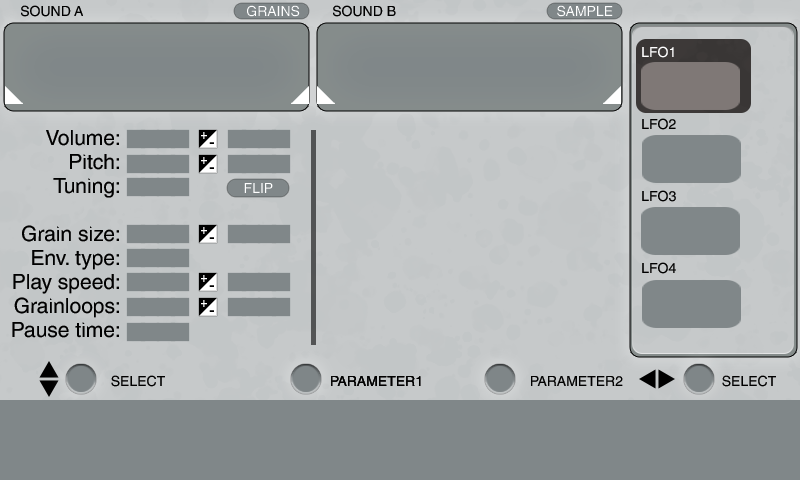 SOUND A GRAINS SOUND B SAMPLE
LFO1
LFO2
LFO3
LFO4
Volume: + -
Pitch: + -
Tuning: FLIP
Grain size: + -
Env. type:
Play speed: + -
Grainloops: + -
Pause time:
SELECT PARAMETER1 PARAMETER2 SELECT